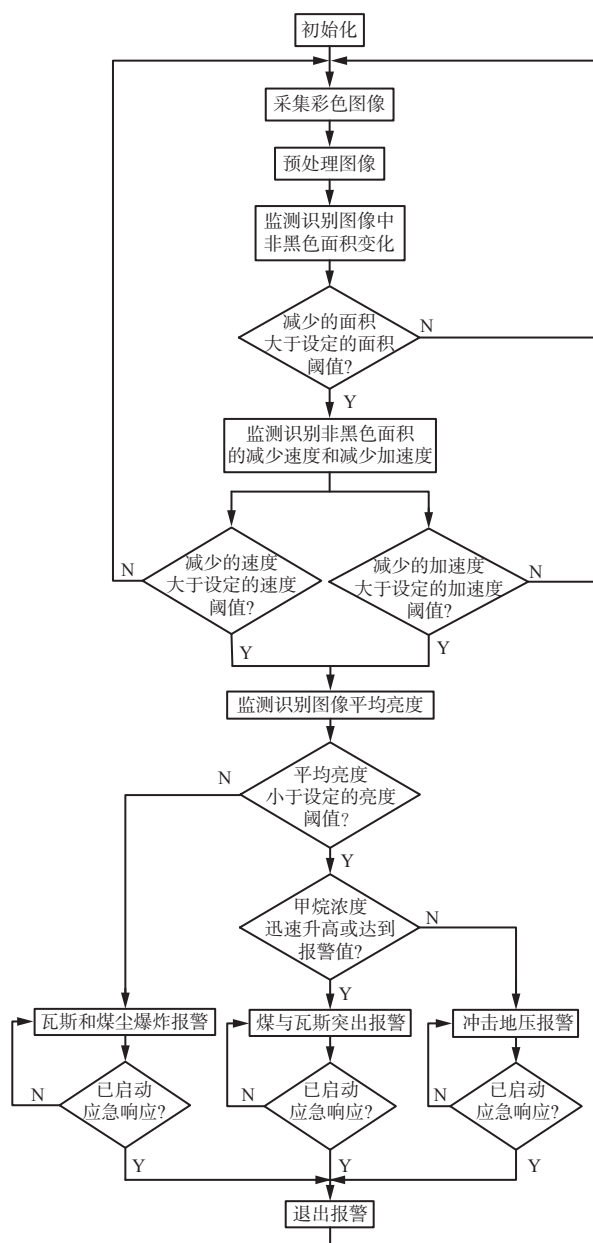 初始化
采集彩色图像
预处理图像
监测识别图像中
非黑色面积变化
减少的面积
大于设定的面积
阈值?
N
Y
监测识别非黑色面积
的减少速度和减少加速度
减少的速度
大于设定的速度
阈值?
N
Y
减少的加速度
大于设定的加速度
阈值?
N
Y
监测识别图像平均亮度
平均亮度
小于设定的亮度
阈值?
N
Y
甲烷浓度
迅速升高或达到
报警值?
N
Y
瓦斯和煤尘爆炸报警
煤与瓦斯突出报警
冲击地压报警
已启动
应急响应?
N
Y
已启动
应急响应?
N
Y
已启动
应急响应?
N
Y
退出报警